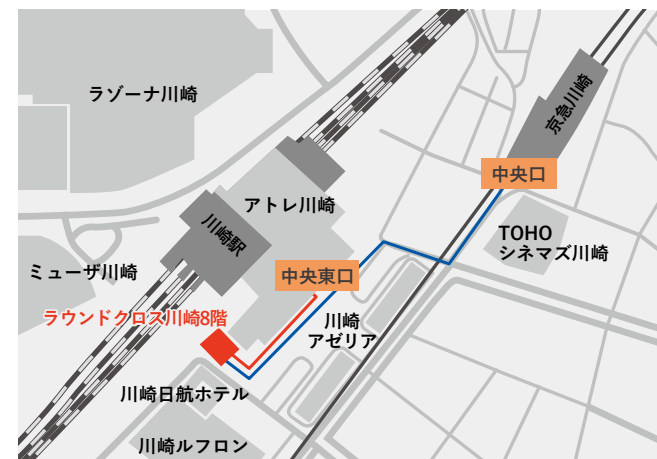 ラゾーナ川崎
京急川崎
中央口
アトレ川崎
川崎駅
TOHO
シネマズ川崎
ミューザ川崎
中央東口
ラウンドクロス川崎8階
川崎
アゼリア
川崎日航ホテル
川崎ルフロン